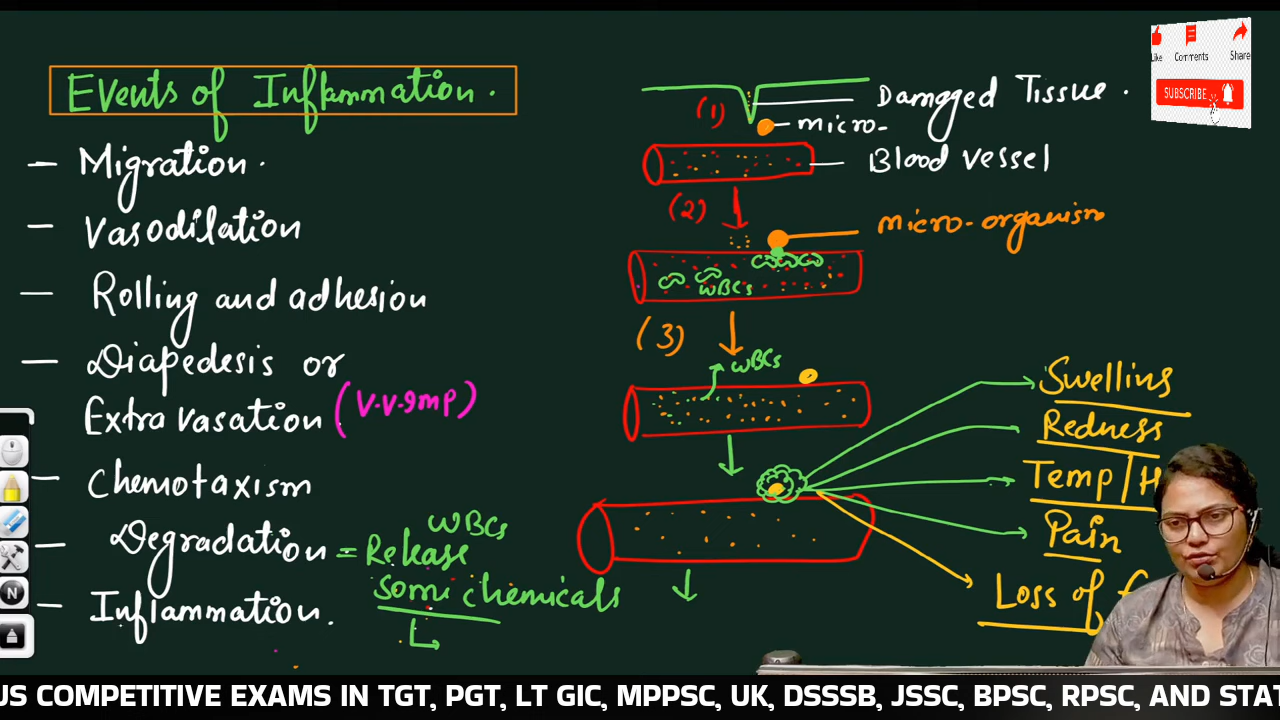 Events of Inflammation.
– Migration.
– Vasodilation
– Rolling and adhesion
– Diapedesis or
Extra vasation (V.V.Imp)
– Chemotaxism
– Degradation = Release
WBCs
Some chemicals
– Inflammation.
(1)
Damaged Tissue.
micro-
Blood vessel
(2)
micro-organism
WBCs
(3)
WBCs
Swelling
Redness
Temp/H
Pain
Loss of
Like
Comments
Share
SUBSCRIBE
N
US COMPETITIVE EXAMS IN TGT, PGT, LT GIC, MPPSC, UK, DSSSB, JSSC, BPSC, RPSC, AND STAT